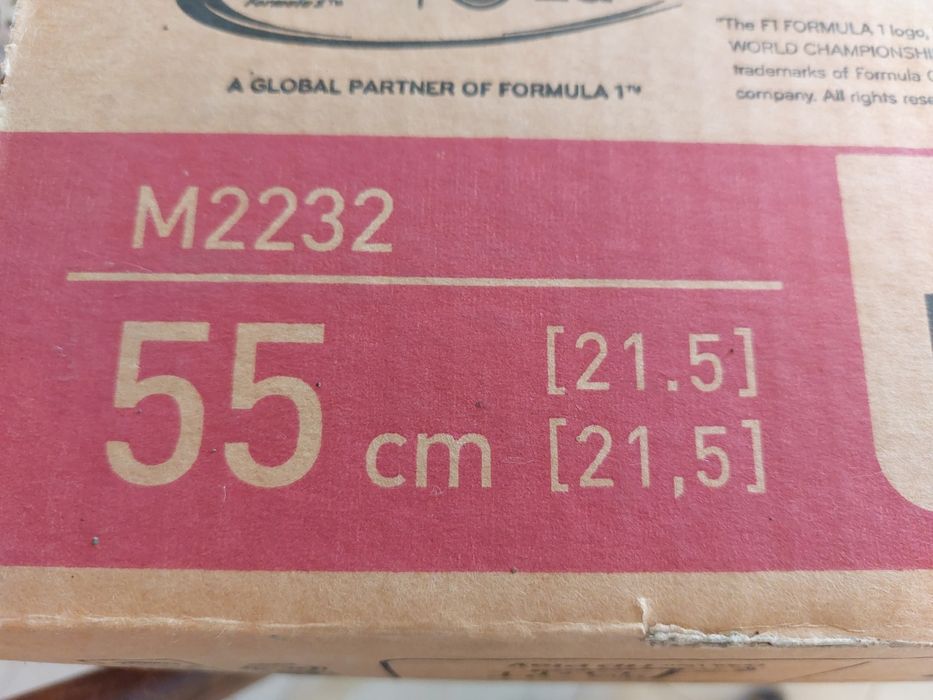 A GLOBAL PARTNER OF FORMULA 1™
"The F1 FORMULA 1 logo,
WORLD CHAMPIONSHI
trademarks of Formula
company. All rights rese
M2232
55 cm [21.5]
[21,5]